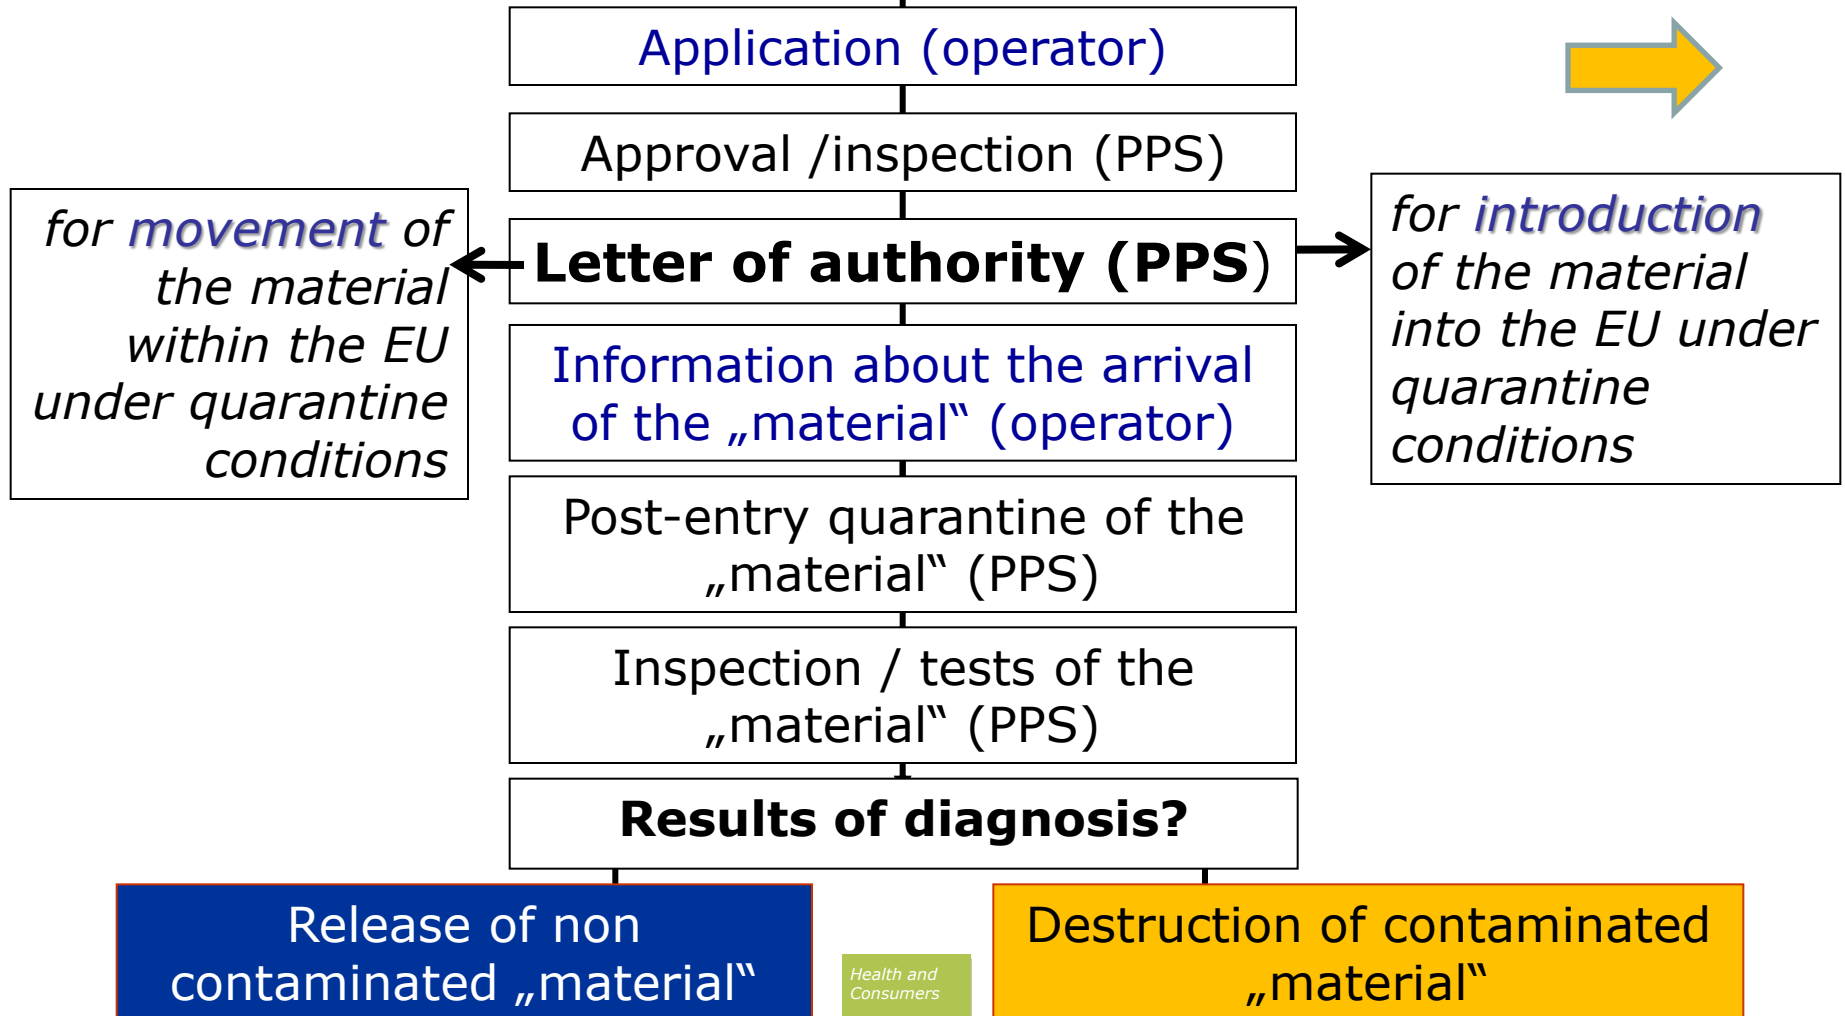 Application (operator)
Approval /inspection (PPS)
for movement of
the material
within the EU
under quarantine
conditions
Letter of authority (PPS)
for introduction
of the material
into the EU under
quarantine
conditions
Information about the arrival
of the „material‟ (operator)
Post-entry quarantine of the
„material‟ (PPS)
Inspection / tests of the
„material‟ (PPS)
Results of diagnosis?
Release of non
contaminated „material‟
Health and
Consumers
Destruction of contaminated
„material‟